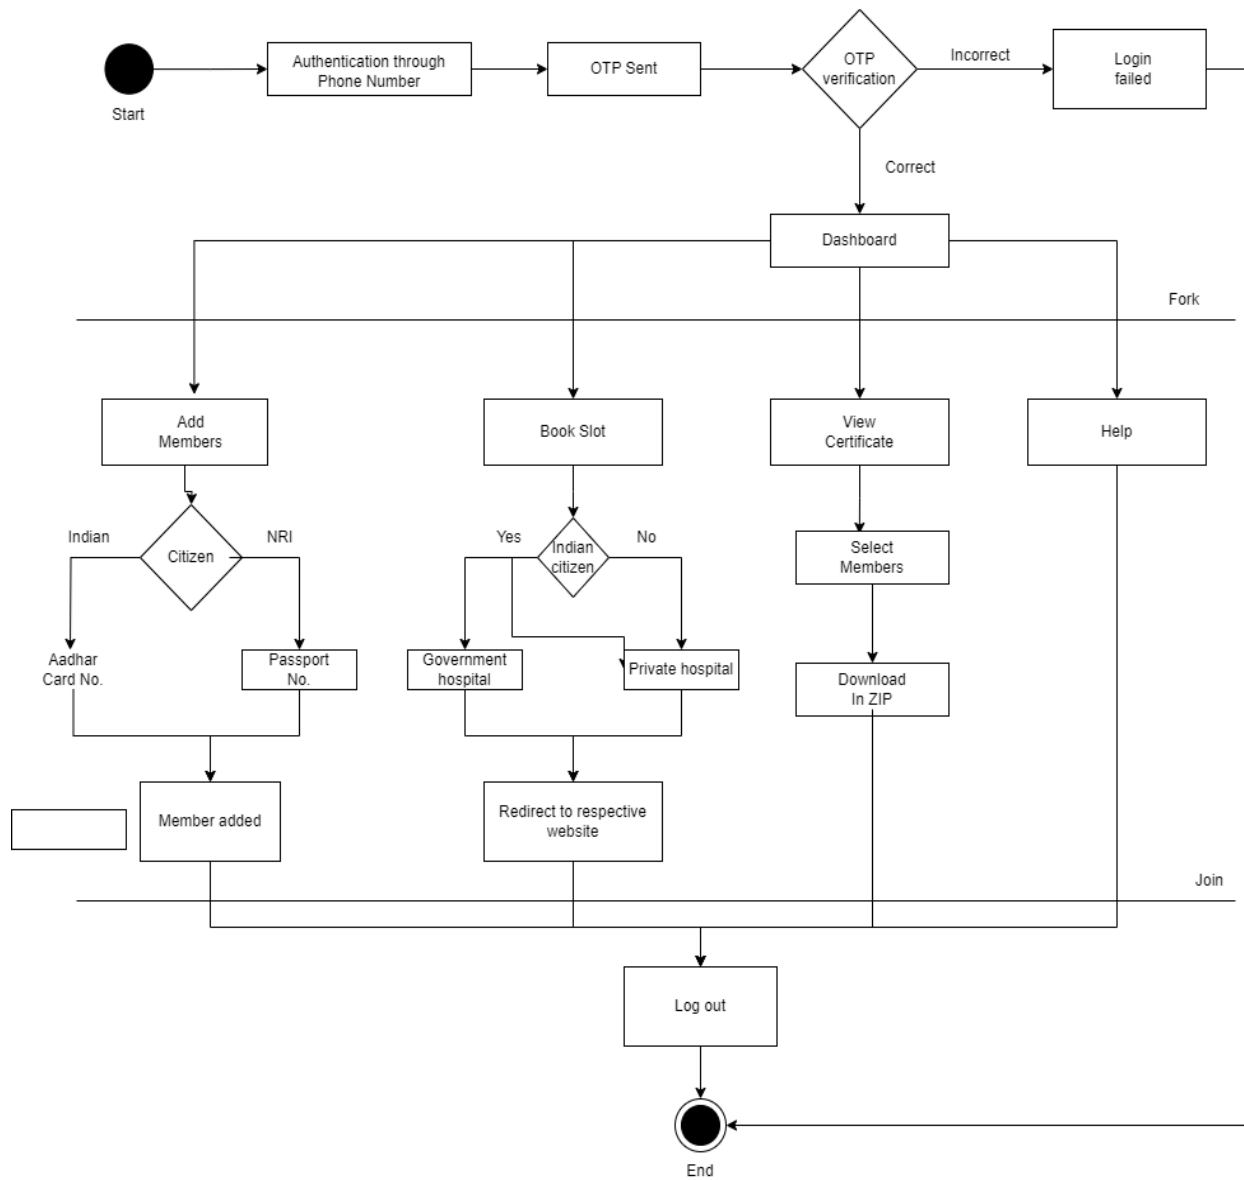 Start
Authentication through
Phone Number
OTP Sent
OTP
verification
Incorrect
Login
failed
Correct
Dashboard
Fork
Add
Members
Book Slot
View
Certificate
Help
Indian
Citizen
NRI
Yes
Indian
citizen
No
Select
Members
Aadhar
Card No.
Passport
No.
Government
hospital
Private hospital
Download
In ZIP
Member added
Redirect to respective
website
Join
Log out
End